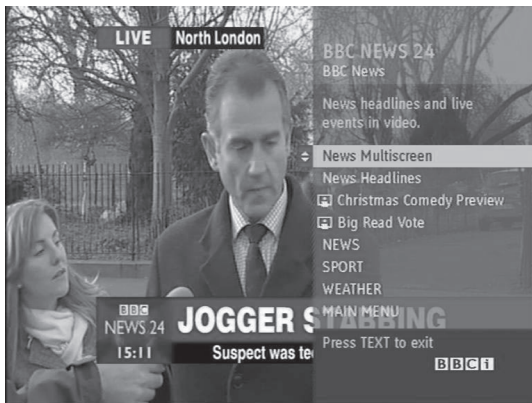 LIVE North London
BBC NEWS 24
BBC News
News headlines and live
events in video.
News Multiscreen
News Headlines
Christmas Comedy Preview
Big Read Vote
NEWS
SPORT
WEATHER
MAIN MENU
Press TEXT to exit
BBCi
BBC
NEWS 24
JOGGER STABBING
15:11
Suspect was